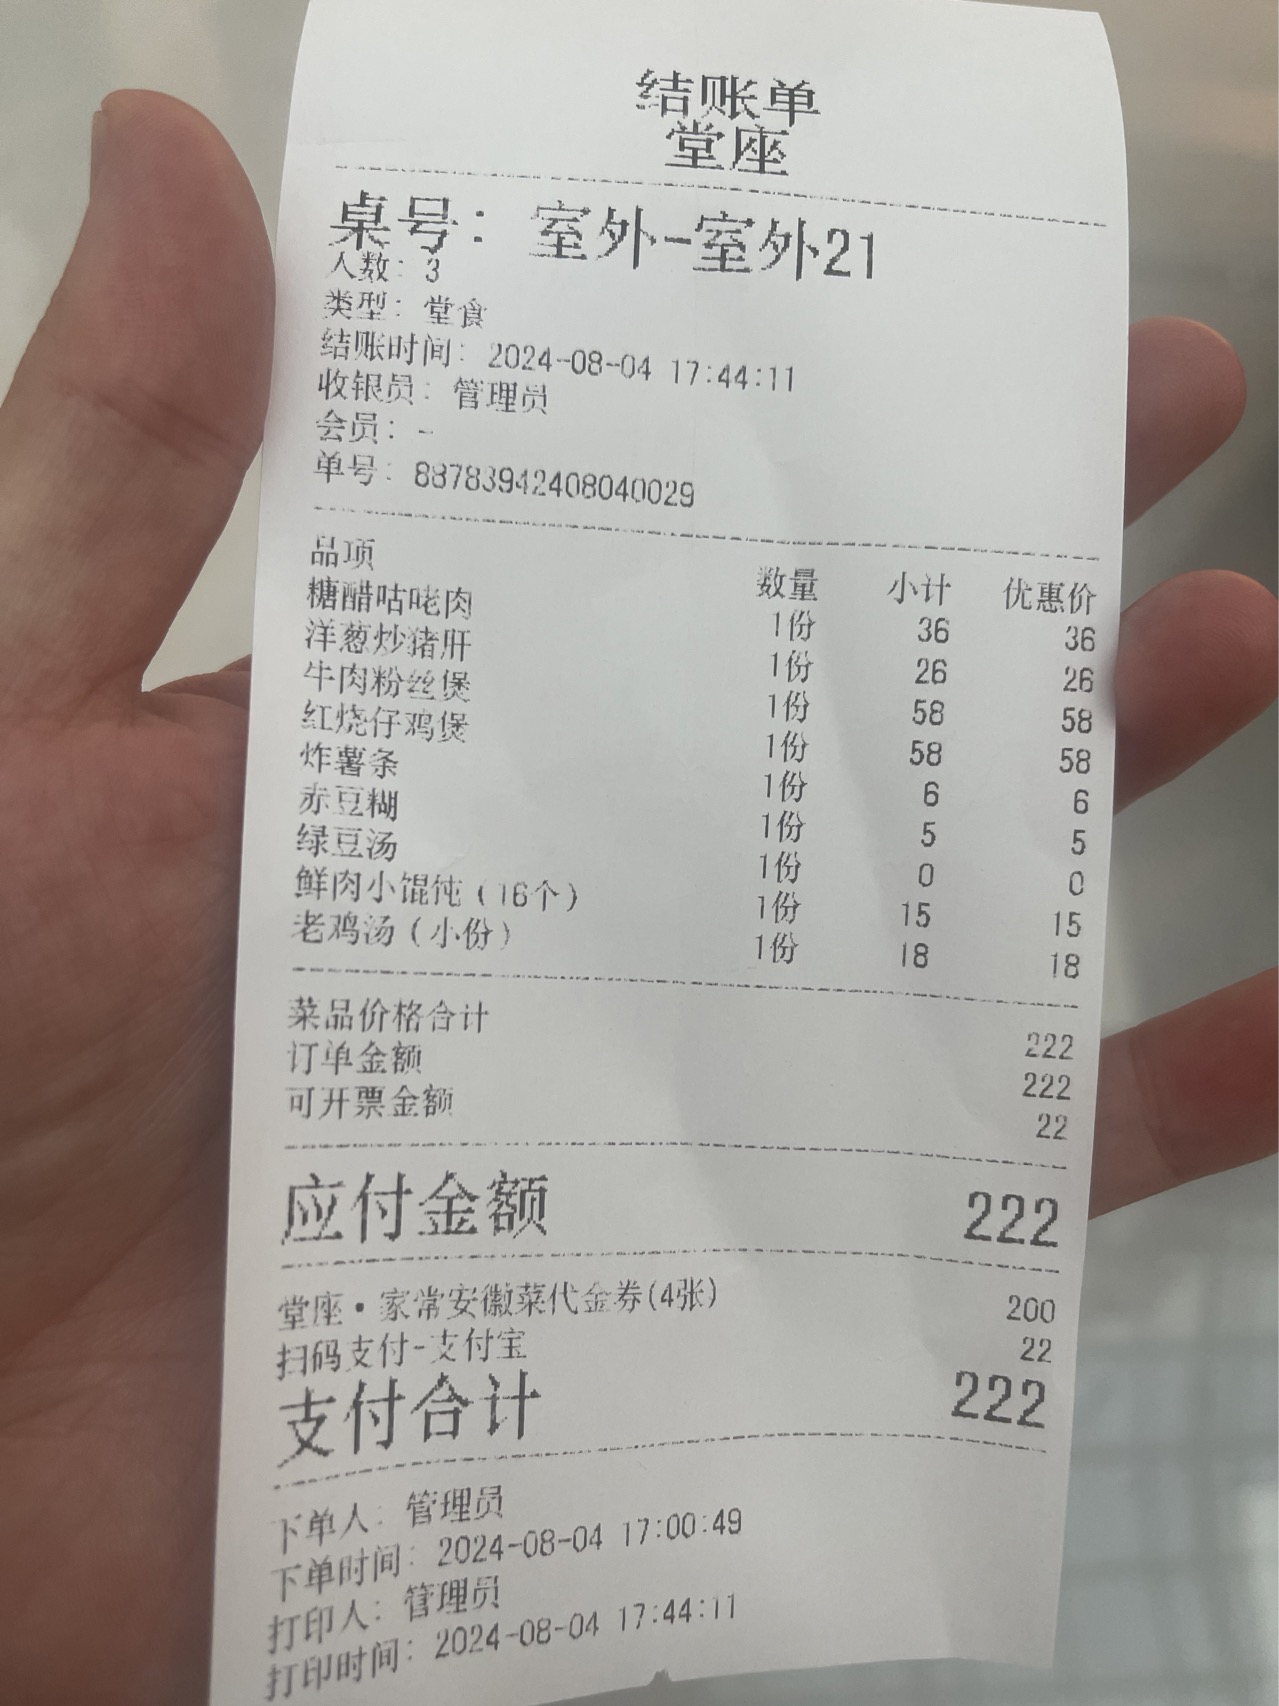 结账单
堂座
桌号: 室外-室外21
人数: 3
类型: 堂食
结账时间: 2024-08-04 17:44:11
收银员: 管理员
会员: -
单号: 887839424080400​29
品项 数量 小计 优惠价
糖醋咕咾肉 1份 36 36
洋葱炒猪肝 1份 26 26
牛肉粉丝煲 1份 58 58
红烧仔鸡煲 1份 58 58
炸薯条 1份 6 6
赤豆糊 1份 5 5
绿豆汤 1份 0 0
鲜肉小馄饨(16个) 1份 15 15
老鸡汤(小份) 1份 18 18
菜品价格合计 222
订单金额 222
可开票金额 22
应付金额 222
堂座·家常安徽菜代金券(4张) 200
扫码支付-支付宝 22
支付合计 222
下单人: 管理员
下单时间: 2024-08-04 17:00:49
打印人: 管理员
打印时间: 2024-08-04 17:44:11